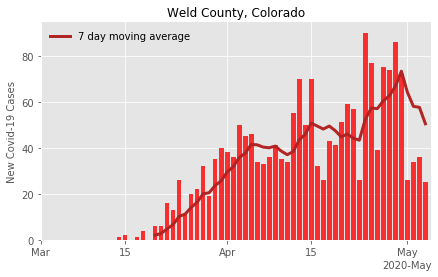 Weld County, Colorado
7 day moving average
New Covid-19 Cases
80
60
40
20
0
Mar
15
Apr
15
May
2020-May